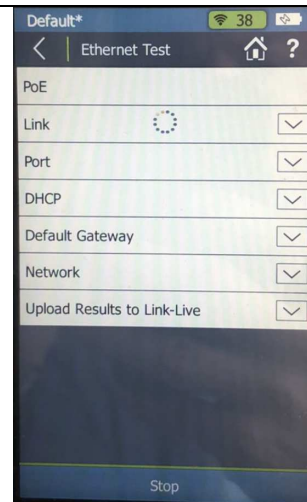 Default* 38
Ethernet Test ?
PoE
Link
Port
DHCP
Default Gateway
Network
Upload Results to Link-Live
Stop